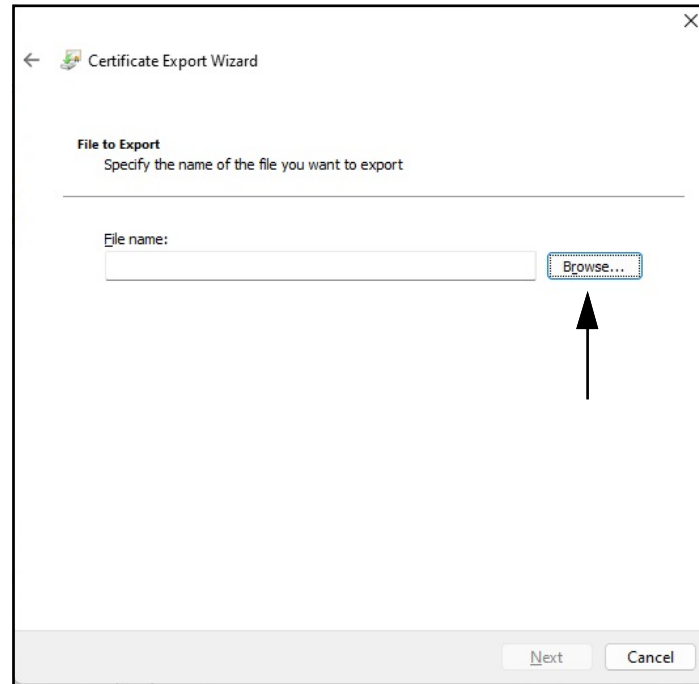 Certificate Export Wizard
File to Export
Specify the name of the file you want to export
File name:
Browse...
Next
Cancel